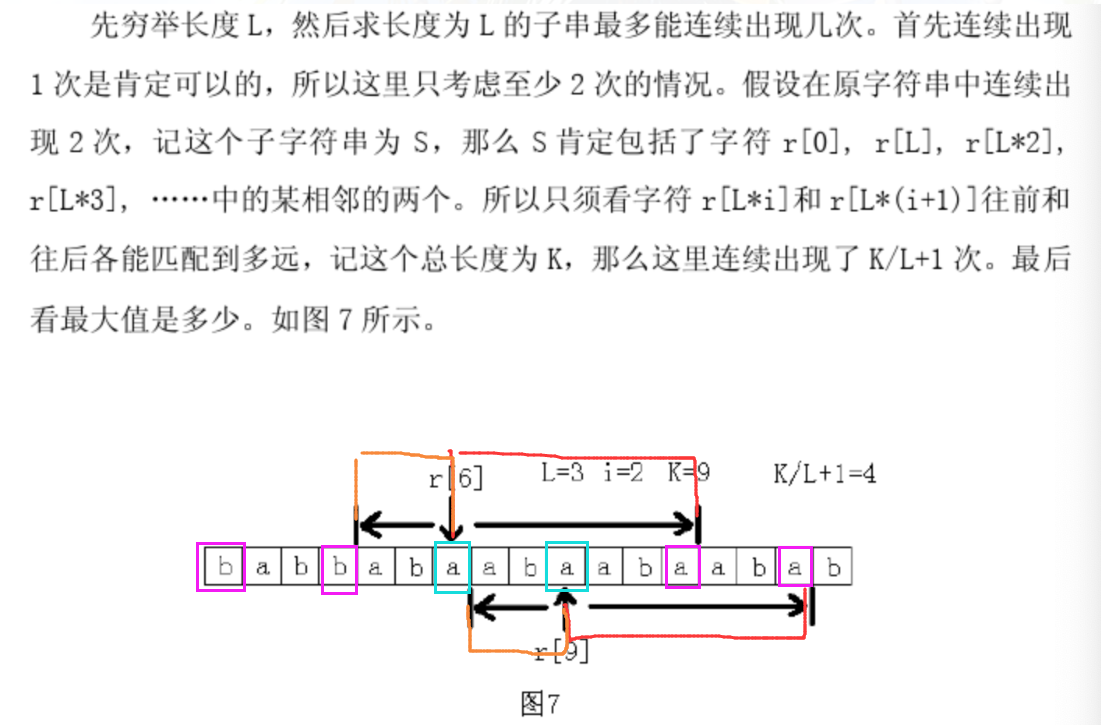 先穷举长度 L，然后求长度为 L 的子串最多能连续出现几次。首先连续出现
1 次是肯定可以的，所以这里只考虑至少 2 次的情况。假设在原字符串中连续出
现 2 次，记这个子字符串为 S，那么 S 肯定包括了字符 r[0], r[L], r[L*2],
r[L*3], ……中的某相邻的两个。所以只须看字符 r[L*i]和 r[L*(i+1)]往前和
往后各能匹配到多远，记这个总长度为 K，那么这里连续出现了 K/L+1 次。最后
看最大值是多少。如图 7 所示。
r[6] L=3 i=2 K=9 K/L+1=4
b a b b a b a a b a a b a a b a b
r[9]
图7